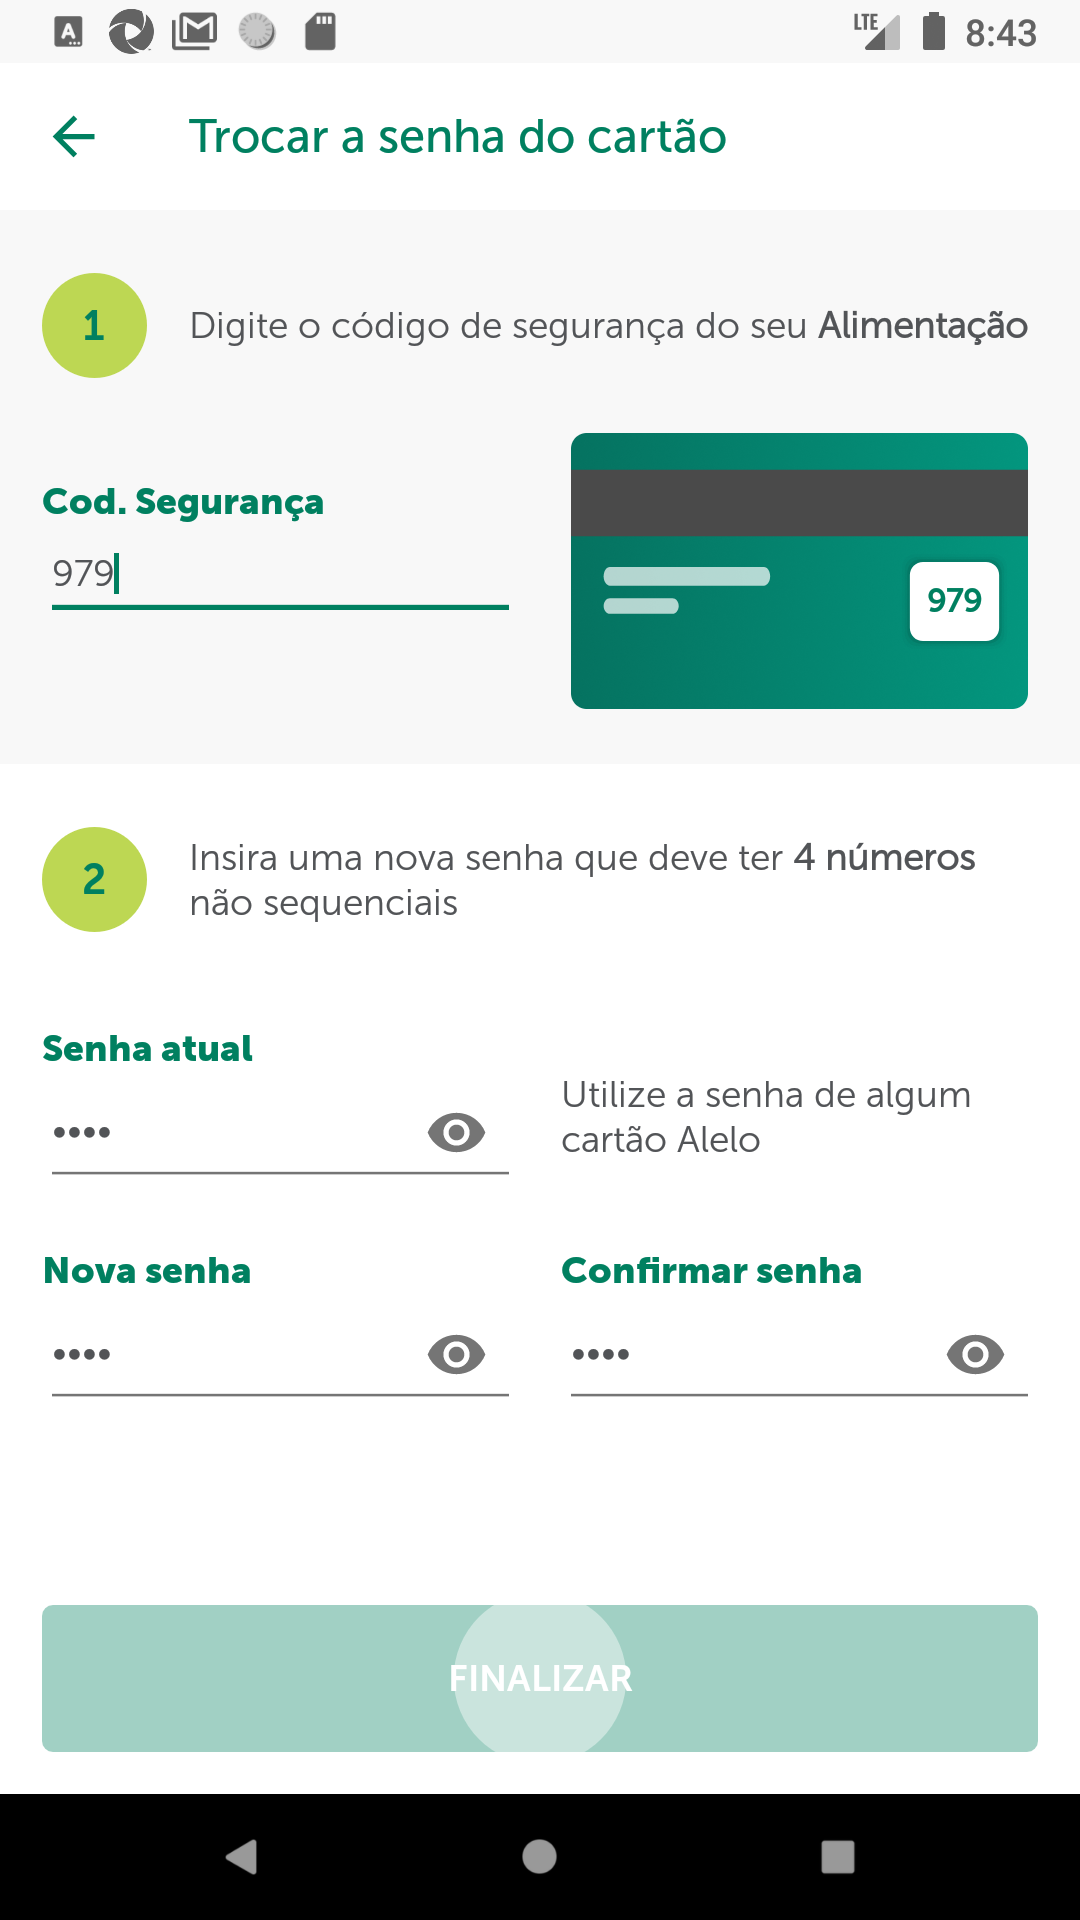 LTE 8:43
Trocar a senha do cartão
1
Digite o código de segurança do seu Alimentação
Cod. Segurança
979
979
2
Insira uma nova senha que deve ter 4 números
não sequenciais
Senha atual
••••
Utilize a senha de algum
cartão Alelo
Nova senha
••••
Confirmar senha
••••
FINALIZAR